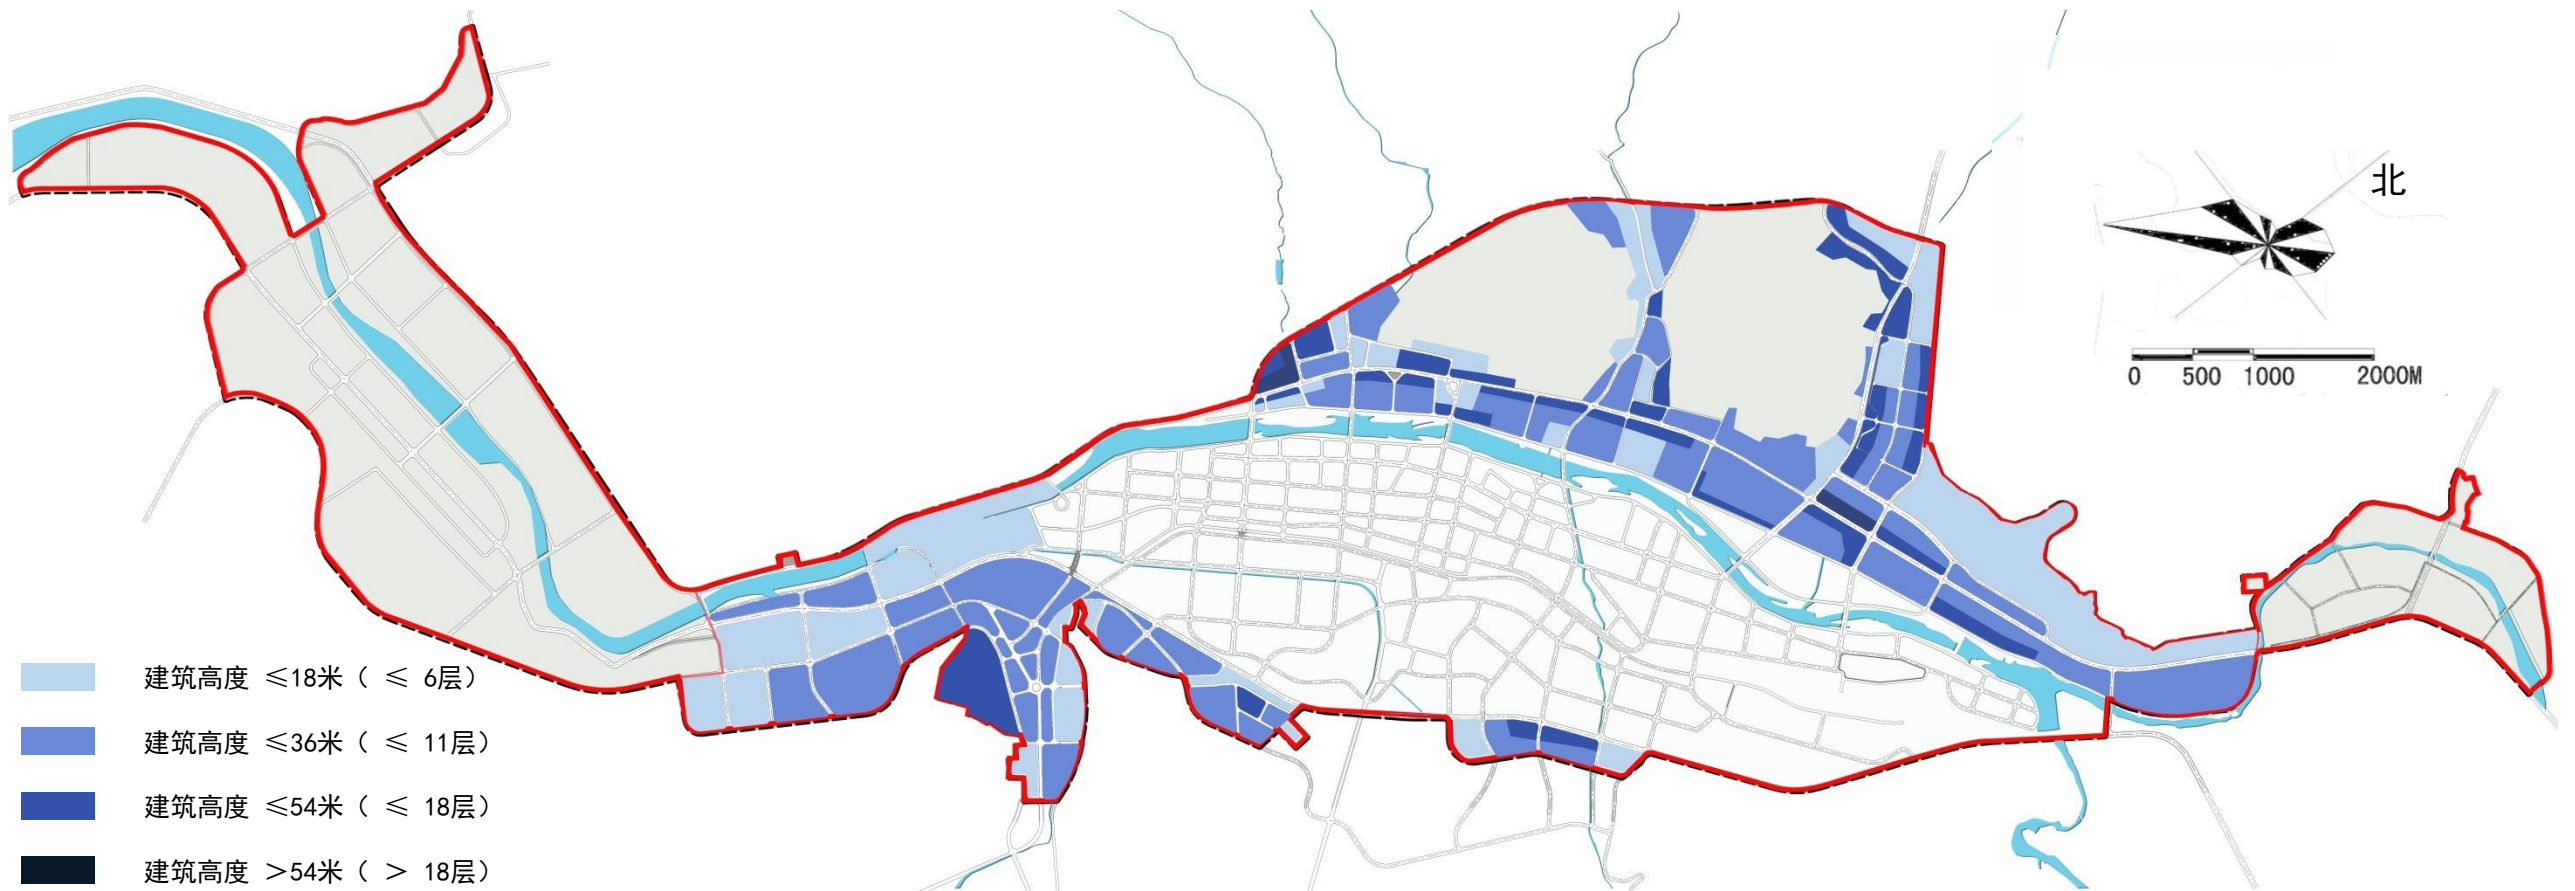 北
0 500 1000 2000M
建筑高度 ≤18米（ ≤ 6层）
建筑高度 ≤36米（ ≤ 11层）
建筑高度 ≤54米（ ≤ 18层）
建筑高度 ＞54米（ ＞ 18层）